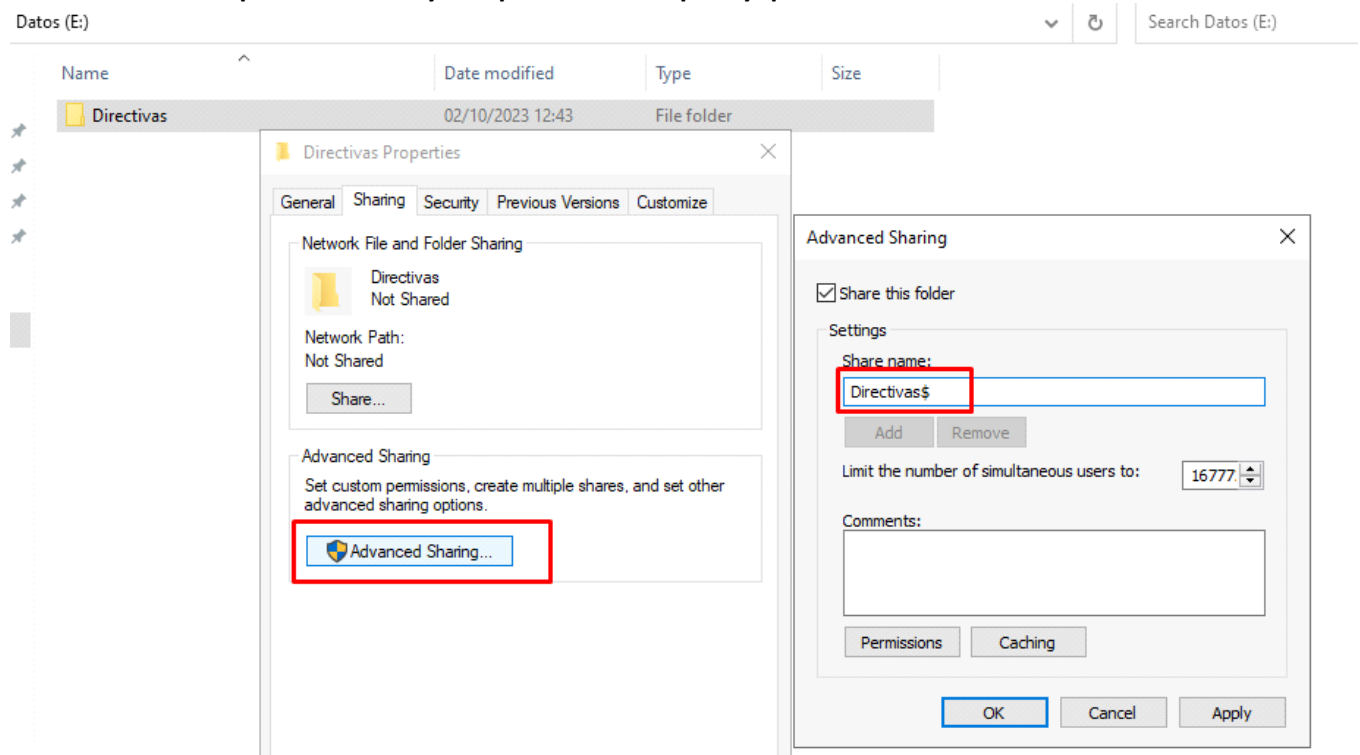 Datos (E:)
Search Datos (E:)
Name Date modified Type Size
Directivas 02/10/2023 12:43 File folder
Directivas Properties
General Sharing Security Previous Versions Customize
Network File and Folder Sharing
Directivas
Not Shared
Network Path:
Not Shared
Share...
Advanced Sharing
Set custom permissions, create multiple shares, and set other
advanced sharing options.
Advanced Sharing...
Advanced Sharing
Share this folder
Settings
Share name:
Directivas$
Add Remove
Limit the number of simultaneous users to: 16777
Comments:
Permissions Caching
OK Cancel Apply